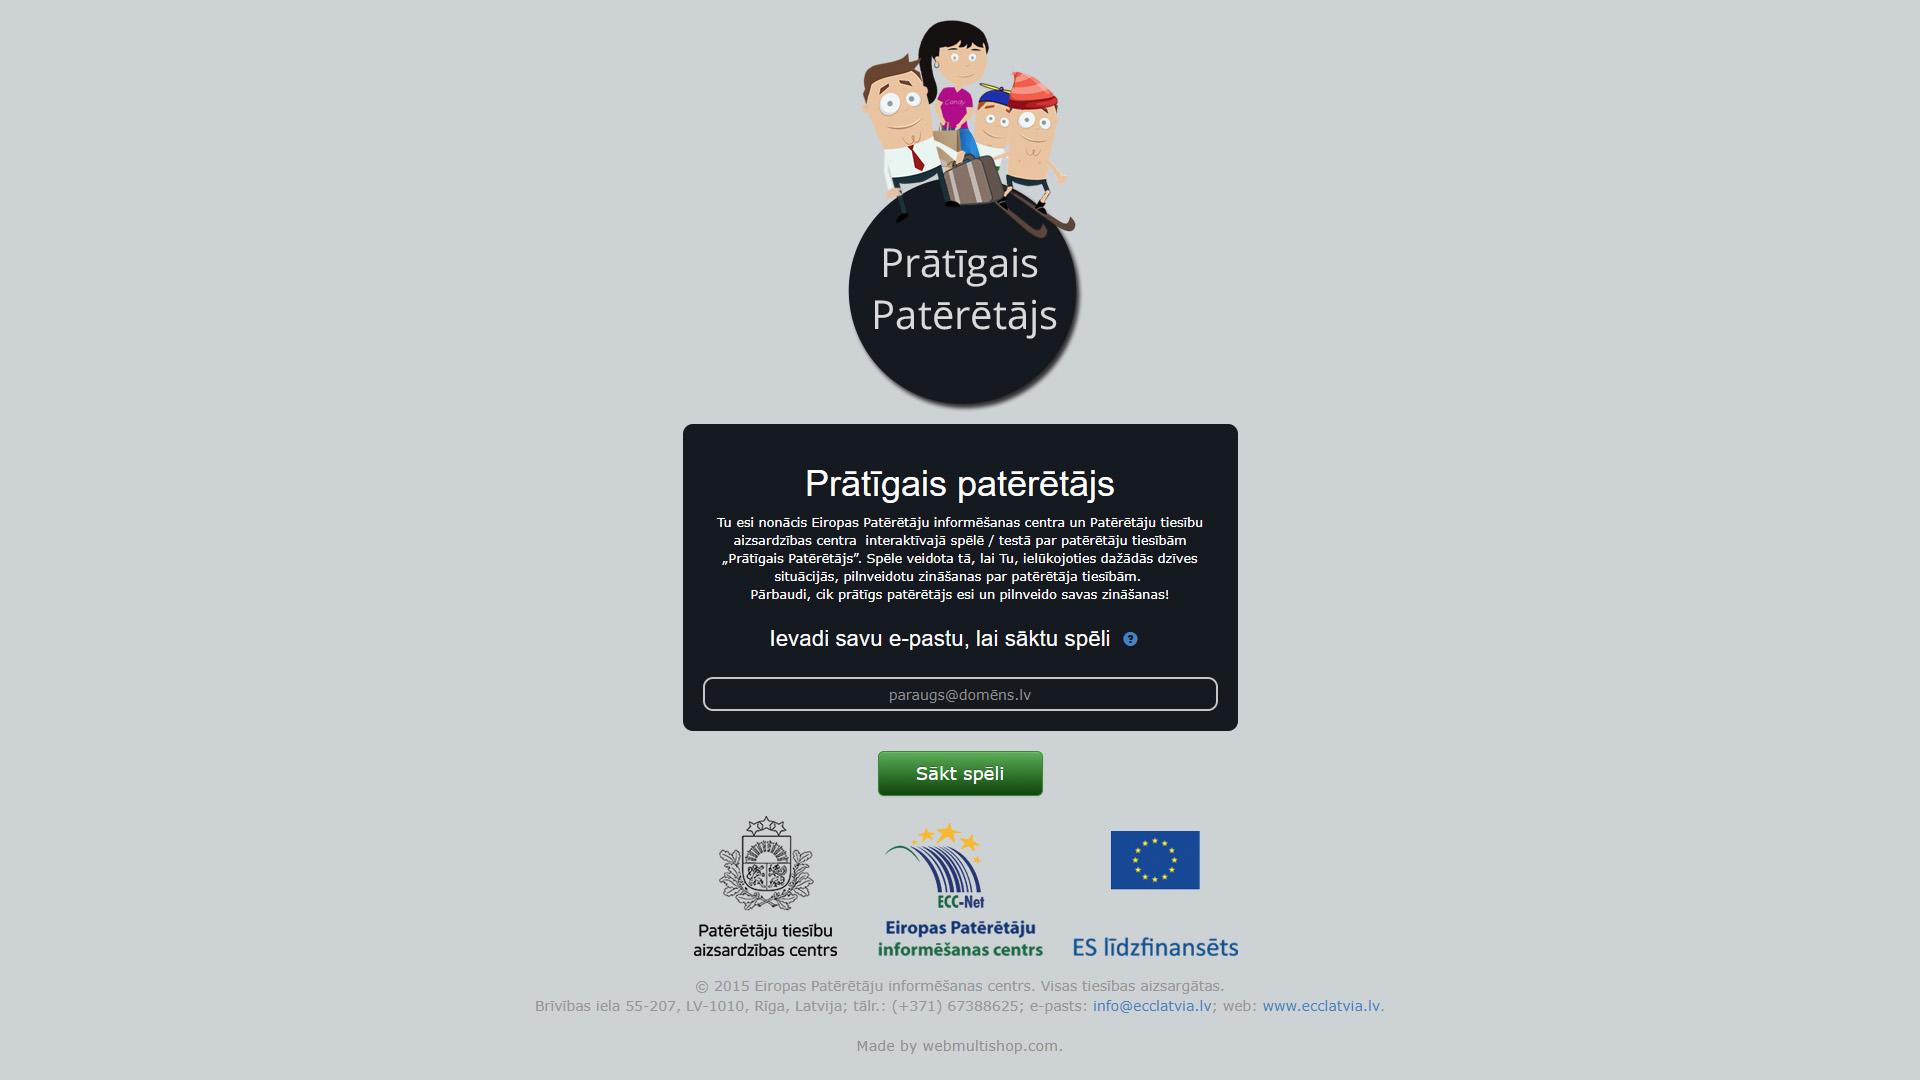 Candy
Prātīgais
Patērētājs
Prātīgais patērētājs
Tu esi nonācis Eiropas Patērētāju informēšanas centra un Patērētāju tiesību
aizsardzības centra  interaktīvajā spēlē / testā par patērētāju tiesībām
„Prātīgais Patērētājs”. Spēle veidota tā, lai Tu, ielūkojoties dažādās dzīves
situācijās, pilnveidotu zināšanas par patērētāja tiesībām.
Pārbaudi, cik prātīgs patērētājs esi un pilnveido savas zināšanas!
Ievadi savu e-pastu, lai sāktu spēli ?
paraugs@domēns.lv
Sākt spēli
Patērētāju tiesību
aizsardzības centrs
ECC-Net
Eiropas Patērētāju
informēšanas centrs
ES līdzfinansēts
© 2015 Eiropas Patērētāju informēšanas centrs. Visas tiesības aizsargātas.
Brīvības iela 55-207, LV-1010, Rīga, Latvija; tālr.: (+371) 67388625; e-pasts: info@ecclatvia.lv; web: www.ecclatvia.lv.
Made by webmultishop.com.